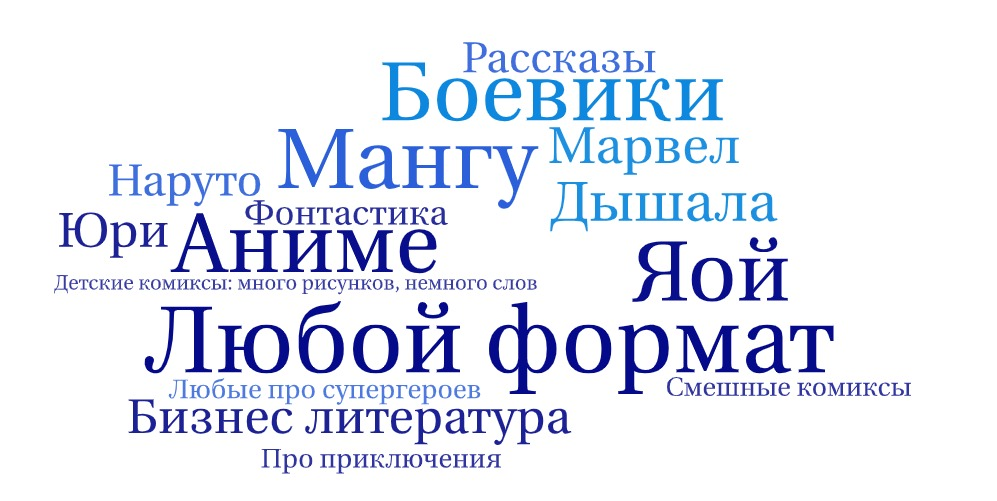 Рассказы
Боевики
Мангу
Марвел
Наруто
Дышала
Фонтастика
Юри
Аниме
Яой
Детские комиксы: много рисунков, немного слов
Любой формат
Любые про супергероев
Смешные комиксы
Бизнес литература
Про приключения